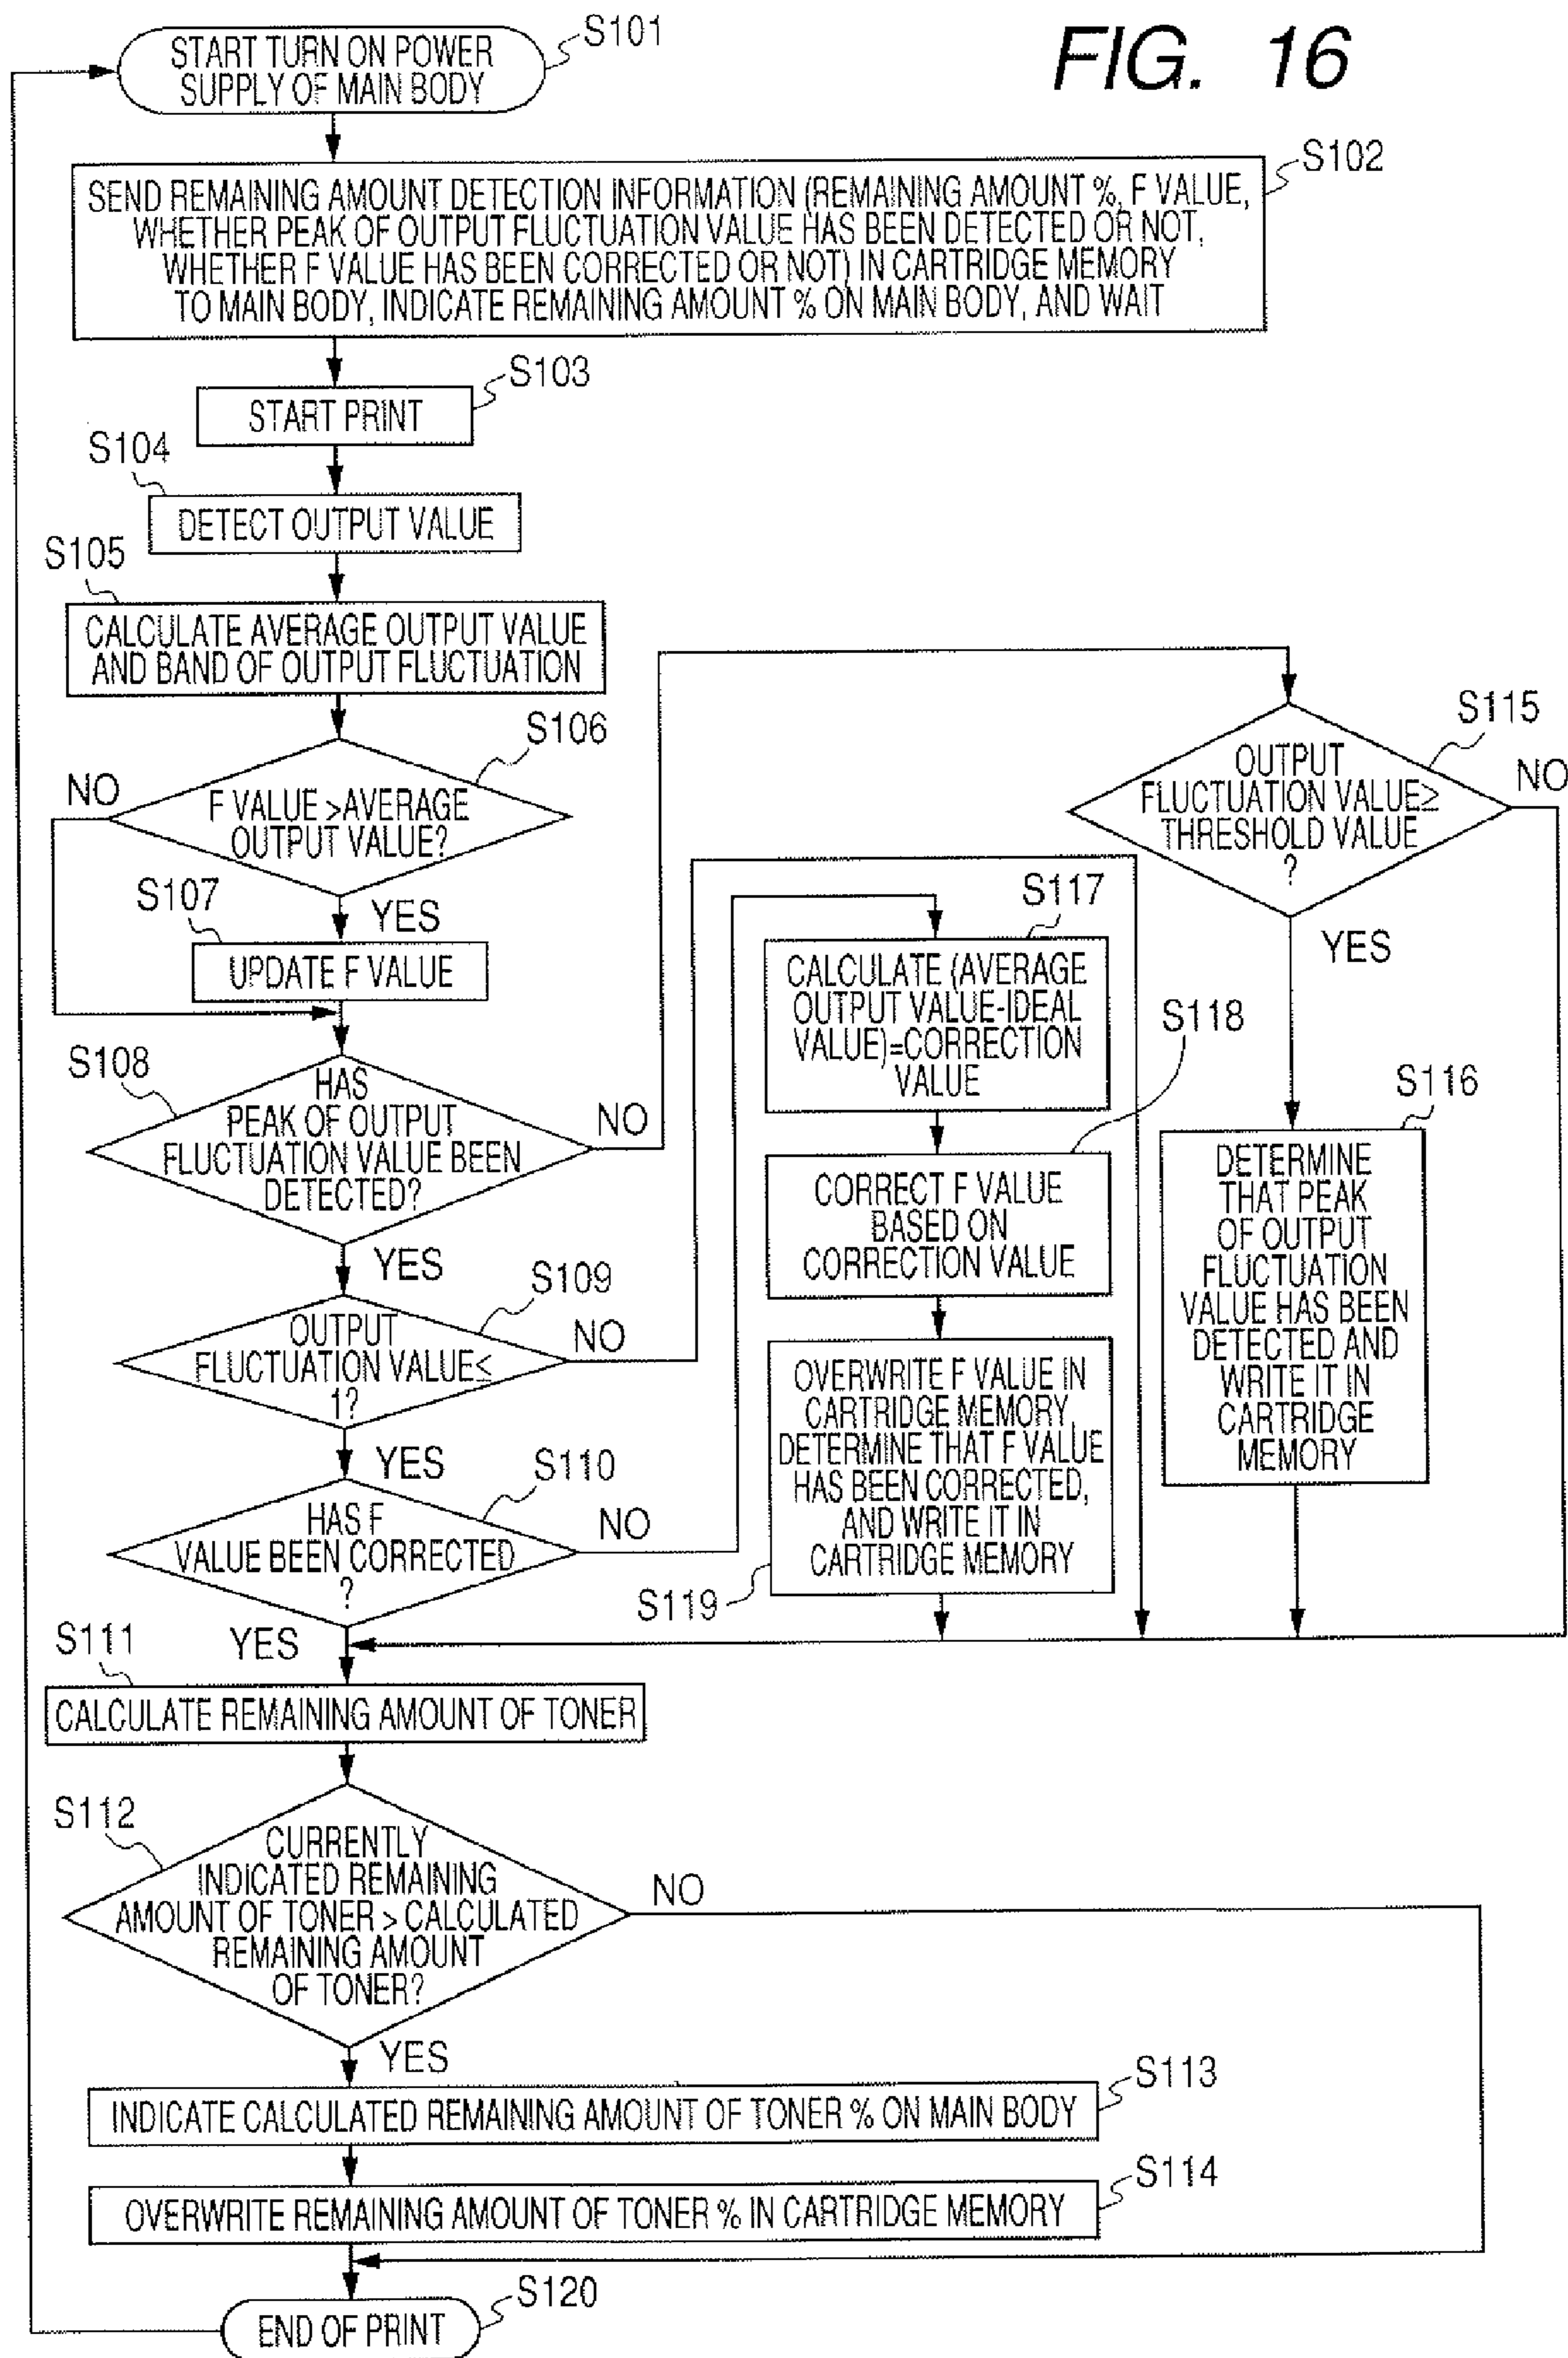 FIG. 16
S101
START TURN ON POWER
SUPPLY OF MAIN BODY
S102
SEND REMAINING AMOUNT DETECTION INFORMATION (REMAINING AMOUNT %, F VALUE,
WHETHER PEAK OF OUTPUT FLUCTUATION VALUE HAS BEEN DETECTED OR NOT,
WHETHER F VALUE HAS BEEN CORRECTED OR NOT) IN CARTRIDGE MEMORY
TO MAIN BODY, INDICATE REMAINING AMOUNT % ON MAIN BODY, AND WAIT
S103
START PRINT
S104
DETECT OUTPUT VALUE
S105
CALCULATE AVERAGE OUTPUT VALUE
AND BAND OF OUTPUT FLUCTUATION
S106
F VALUE >AVERAGE
OUTPUT VALUE?
NO
YES
S107
UPDATE F VALUE
S108
HAS
PEAK OF OUTPUT
FLUCTUATION VALUE BEEN
DETECTED?
NO
YES
S109
OUTPUT
FLUCTUATION VALUE≤
1?
NO
YES
S110
HAS F
VALUE BEEN CORRECTED
?
NO
YES
S111
CALCULATE REMAINING AMOUNT OF TONER
S112
CURRENTLY
INDICATED REMAINING
AMOUNT OF TONER > CALCULATED
REMAINING AMOUNT
OF TONER?
NO
YES
S113
INDICATE CALCULATED REMAINING AMOUNT OF TONER % ON MAIN BODY
S114
OVERWRITE REMAINING AMOUNT OF TONER % IN CARTRIDGE MEMORY
S120
END OF PRINT
S115
OUTPUT
FLUCTUATION VALUE≥
THRESHOLD VALUE
?
NO
YES
S116
DETERMINE
THAT PEAK
OF OUTPUT
FLUCTUATION
VALUE HAS BEEN
DETECTED AND
WRITE IT IN
CARTRIDGE
MEMORY
S117
CALCULATE (AVERAGE
OUTPUT VALUE-IDEAL
VALUE)=CORRECTION
VALUE
S118
CORRECT F VALUE
BASED ON
CORRECTION VALUE
S119
OVERWRITE F VALUE IN
CARTRIDGE MEMORY,
DETERMINE THAT F VALUE
HAS BEEN CORRECTED,
AND WRITE IT IN
CARTRIDGE MEMORY